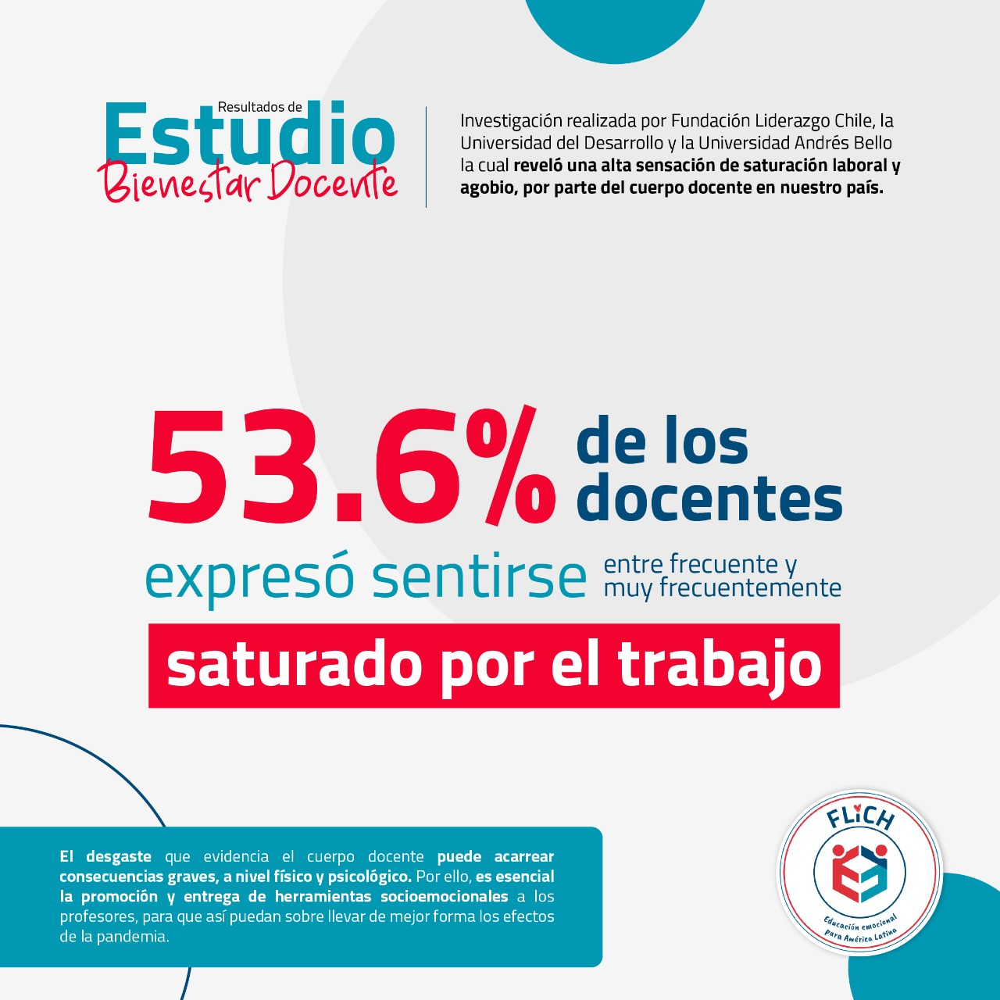 Resultados de
Estudio
Bienestar Docente
Investigación realizada por Fundación Liderazgo Chile, la
Universidad del Desarrollo y la Universidad Andrés Bello
la cual reveló una alta sensación de saturación laboral y
agobio, por parte del cuerpo docente en nuestro país.
53.6% de los
docentes
expresó sentirse entre frecuente y
muy frecuentemente
saturado por el trabajo
El desgaste que evidencia el cuerpo docente puede acarrear
consecuencias graves, a nivel físico y psicológico. Por ello, es esencial
la promoción y entrega de herramientas socioemocionales a los
profesores, para que así puedan sobre llevar de mejor forma los efectos
de la pandemia.
FLiCH
Educación emocional
para América Latina